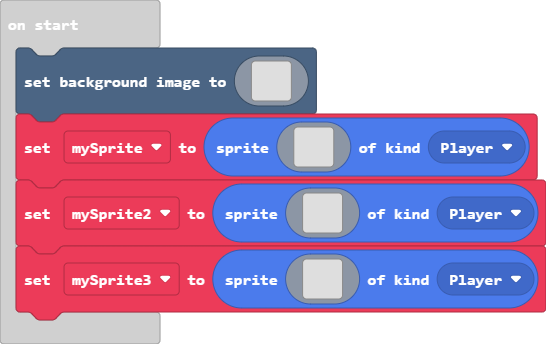 on start
set background image to
set mySprite to sprite of kind Player
set mySprite2 to sprite of kind Player
set mySprite3 to sprite of kind Player